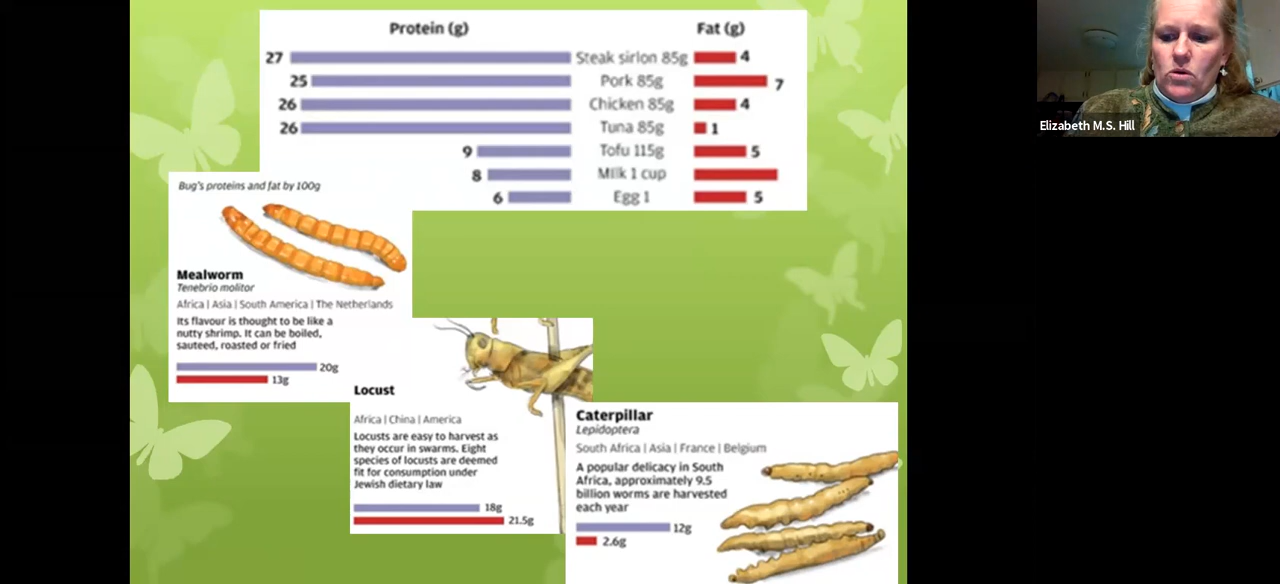 Protein (g) Fat (g)
27 Steak sirlon 85g 4
25 Pork 85g 7
26 Chicken 85g 4
26 Tuna 85g 1
9 Tofu 115g 5
8 Milk 1 cup
6 Egg 1 5
Bug's proteins and fat by 100g
Mealworm
Tenebrio molitor
Africa | Asia | South America | The Netherlands
Its flavour is thought to be like a
nutty shrimp. It can be boiled,
sauteed, roasted or fried
20g
13g
Locust
Africa | China | America
Locusts are easy to harvest as
they occur in swarms. Eight
species of locusts are deemed
fit for consumption under
Jewish dietary law
18g
21.5g
Caterpillar
Lepidoptera
South Africa | Asia | France | Belgium
A popular delicacy in South
Africa, approximately 9.5
billion worms are harvested
each year
12g
2.6g
Elizabeth M.S. Hill